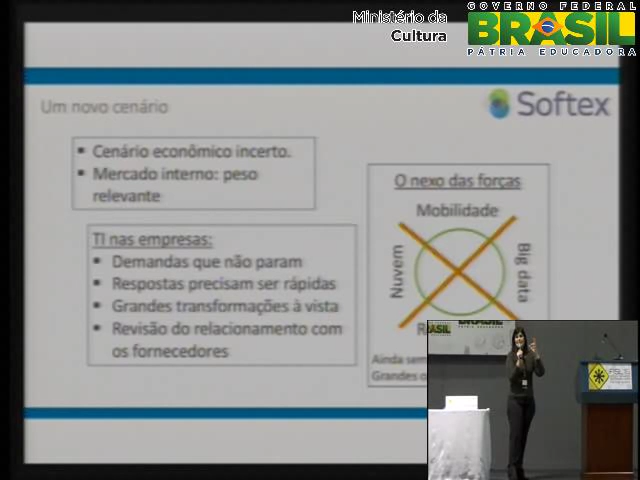 Ministério da
Cultura
GOVERNO FEDERAL
BRASIL
PÁTRIA EDUCADORA
Um novo cenário
Softex
Cenário econômico incerto.
Mercado interno: peso
relevante
TI nas empresas:
Demandas que não param
Respostas precisam ser rápidas
Grandes transformações à vista
Revisão do relacionamento com
os fornecedores
O nexo das forças
Mobilidade
Nuvem
Big data
Ainda sem
Grandes o
BRASIL